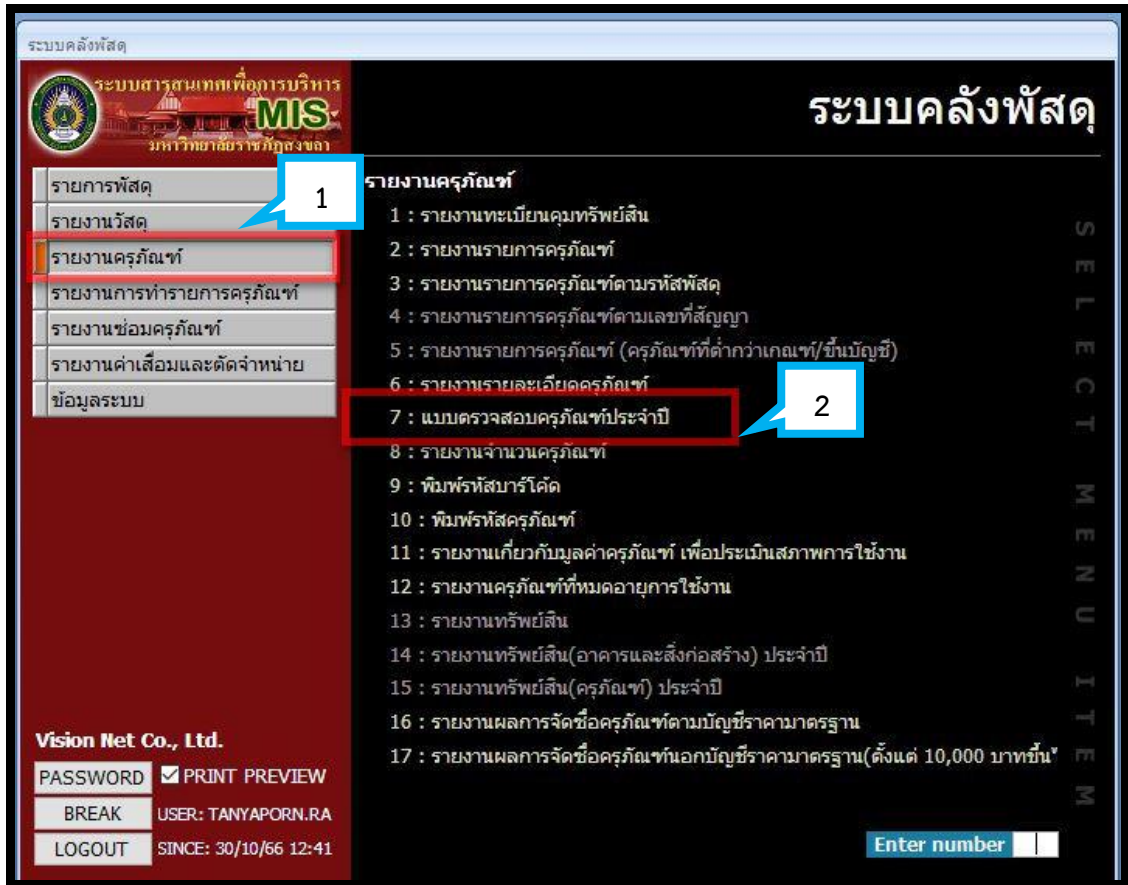 ระบบคลังพัสดุ
ระบบสารสนเทศเพื่อการบริหาร
MIS
มหาวิทยาลัยราชภัฏสงขลา
ระบบคลังพัสดุ
รายการพัสดุ
รายงานวัสดุ
รายงานครุภัณฑ์
รายงานการทำรายการครุภัณฑ์
รายงานซ่อมครุภัณฑ์
รายงานค่าเสื่อมและตัดจำหน่าย
ข้อมูลระบบ
1
รายงานครุภัณฑ์
1 : รายงานทะเบียนคุมทรัพย์สิน
2 : รายงานรายการครุภัณฑ์
3 : รายงานรายการครุภัณฑ์ตามรหัสพัสดุ
4 : รายงานรายการครุภัณฑ์ตามเลขที่สัญญา
5 : รายงานรายการครุภัณฑ์ (ครุภัณฑ์ที่ต่ำกว่าเกณฑ์/ขึ้นบัญชี)
6 : รายงานรายละเอียดครุภัณฑ์
7 : แบบตรวจสอบครุภัณฑ์ประจำปี
2
8 : รายงานจำนวนครุภัณฑ์
9 : พิมพ์รหัสบาร์โค้ด
10 : พิมพ์รหัสครุภัณฑ์
11 : รายงานเกี่ยวกับมูลค่าครุภัณฑ์ เพื่อประเมินสภาพการใช้งาน
12 : รายงานครุภัณฑ์ที่หมดอายุการใช้งาน
13 : รายงานทรัพย์สิน
14 : รายงานทรัพย์สิน(อาคารและสิ่งก่อสร้าง) ประจำปี
15 : รายงานทรัพย์สิน(ครุภัณฑ์) ประจำปี
16 : รายงานผลการจัดซื้อครุภัณฑ์ตามบัญชีราคามาตรฐาน
17 : รายงานผลการจัดซื้อครุภัณฑ์นอกบัญชีราคามาตรฐาน(ตั้งแต่ 10,000 บาทขึ้น
SELECT MENU ITEM
Vision Net Co., Ltd.
PASSWORD PRINT PREVIEW
BREAK USER: TANYAPORN.RA
LOGOUT SINCE: 30/10/66 12:41
Enter number